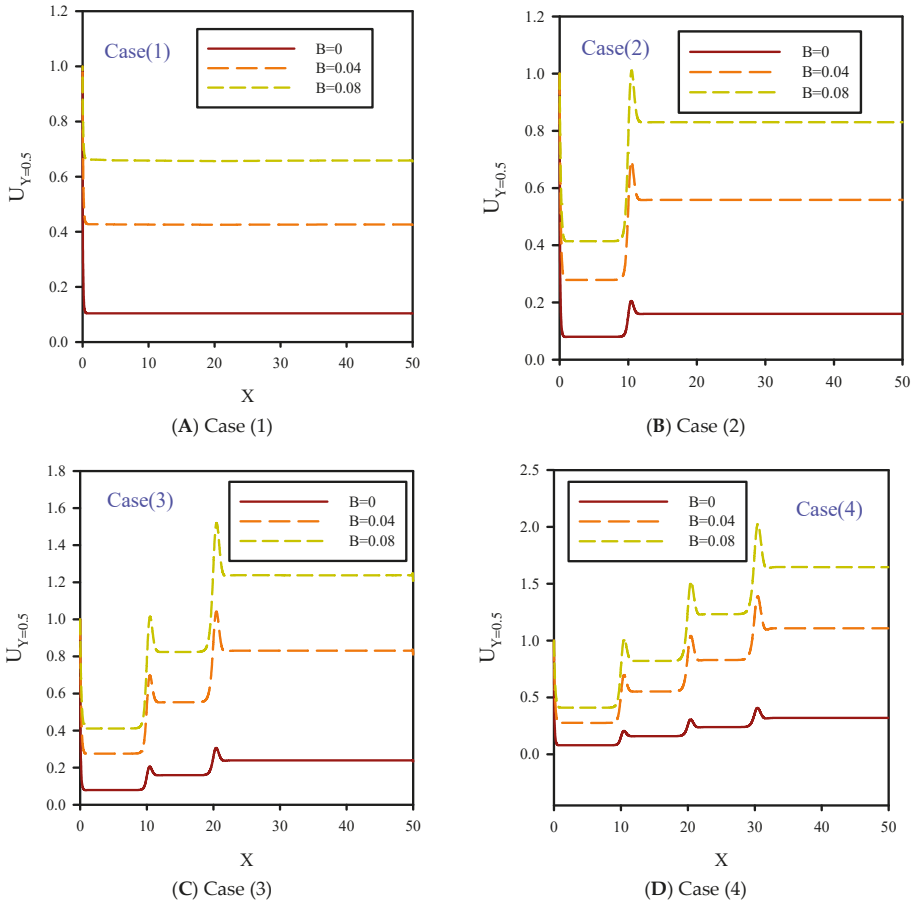 Case(1)
B=0
B=0.04
B=0.08
1.2
1.0
0.8
0.6
0.4
0.2
0.0
U Y=0.5
0 10 20 30 40 50
X
(A) Case (1)
Case(2)
B=0
B=0.04
B=0.08
1.2
1.0
0.8
0.6
0.4
0.2
0.0
U Y=0.5
0 10 20 30 40 50
X
(B) Case (2)
Case(3)
B=0
B=0.04
B=0.08
1.8
1.6
1.4
1.2
1.0
0.8
0.6
0.4
0.2
0.0
U Y=0.5
0 10 20 30 40 50
X
(C) Case (3)
Case(4)
B=0
B=0.04
B=0.08
2.5
2.0
1.5
1.0
0.5
0.0
U Y=0.5
0 10 20 30 40 50
X
(D) Case (4)